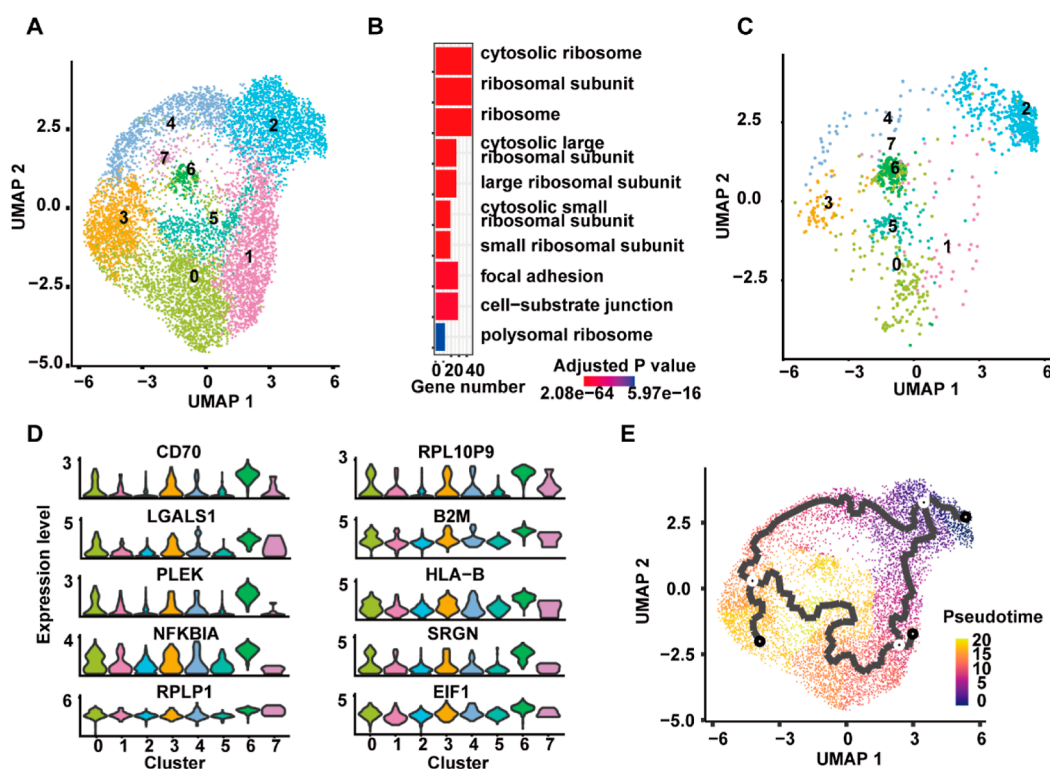 A
UMAP 2
2.5
0.0
−2.5
−5.0
4
2
7
6
3
5
1
0
−6
−3
0
3
6
UMAP 1
B
cytosolic ribosome
ribosomal subunit
ribosome
cytosolic large
ribosomal subunit
large ribosomal subunit
cytosolic small
ribosomal subunit
small ribosomal subunit
focal adhesion
cell−substrate junction
polysomal ribosome
0 20 40
Gene number
Adjusted P value
2.08e−64 5.97e−16
C
UMAP 2
2.5
0.0
−2.5
2
4
7
6
3
5
1
0
−6
−3
0
3
6
UMAP 1
D
Expression level
CD70
3
LGALS1
5
PLEK
3
NFKBIA
4
RPLP1
6
0 1 2 3 4 5 6 7
Cluster
RPL10P9
3
B2M
5
HLA−B
5
SRGN
5
EIF1
5
0 1 2 3 4 5 6 7
Cluster
E
UMAP 2
2.5
0.0
−2.5
−5.0
−6
−3
0
3
6
UMAP 1
Pseudotime
20
15
10
5
0